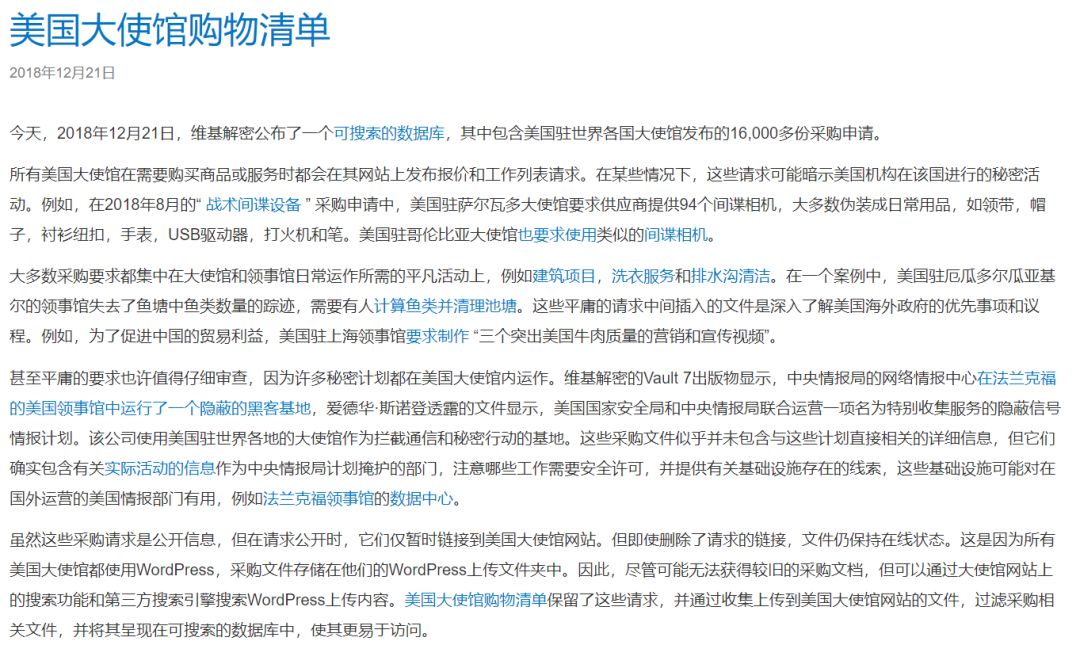 美国大使馆购物清单
2018年12月21日
今天，2018年12月21日，维基解密公布了一个可搜索的数据库，其中包含美国驻世界各国大使馆发布的16,000多份采购申请。
所有美国大使馆在需要购买商品或服务时都会在其网站上发布报价和工作列表请求。在某些情况下，这些请求可能暗示美国机构在该国进行的秘密活
动。例如，在2018年8月的“ 战术间谍设备 ” 采购申请中，美国驻萨尔瓦多大使馆要求供应商提供94个间谍相机，大多数伪装成日常用品，如领带，帽
子，衬衫纽扣，手表，USB驱动器，打火机和笔。美国驻哥伦比亚大使馆也要求使用类似的间谍相机。
大多数采购要求都集中在大使馆和领事馆日常运作所需的平凡活动上，例如建筑项目，洗衣服务和排水沟清洁。在一个案例中，美国驻厄瓜多尔瓜亚基
尔的领事馆失去了鱼塘中鱼类数量的踪迹，需要有人计算鱼类并清理池塘。这些平庸的请求中间插入的文件是深入了解美国海外政府的优先事项和议
程。例如，为了促进中国的贸易利益，美国驻上海领事馆要求制作 “三个突出美国牛肉质量的营销和宣传视频”。
甚至平庸的要求也许值得仔细审查，因为许多秘密计划都在美国大使馆内运作。维基解密的Vault 7出版物显示，中央情报局的网络情报中心在法兰克福
的美国领事馆中运行了一个隐蔽的黑客基地，爱德华·斯诺登透露的文件显示，美国国家安全局和中央情报局联合运营一项名为特别收集服务的隐蔽信号
情报计划。该公司使用美国驻世界各地的大使馆作为拦截通信和秘密行动的基地。这些采购文件似乎并未包含与这些计划直接相关的详细信息，但它们
确实包含有关实际活动的信息作为中央情报局计划掩护的部门，注意哪些工作需要安全许可，并提供有关基础设施存在的线索，这些基础设施可能对在
国外运营的美国情报部门有用，例如法兰克福领事馆的数据中心。
虽然这些采购请求是公开信息，但在请求公开时，它们仅暂时链接到美国大使馆网站。但即使删除了请求的链接，文件仍保持在线状态。这是因为所有
美国大使馆都使用WordPress，采购文件存储在他们的WordPress上传文件夹中。因此，尽管可能无法获得较旧的采购文档，但可以通过大使馆网站上
的搜索功能和第三方搜索引擎搜索WordPress上传内容。美国大使馆购物清单保留了这些请求，并通过收集上传到美国大使馆网站的文件，过滤采购相
关文件，并将其呈现在可搜索的数据库中，使其更易于访问。